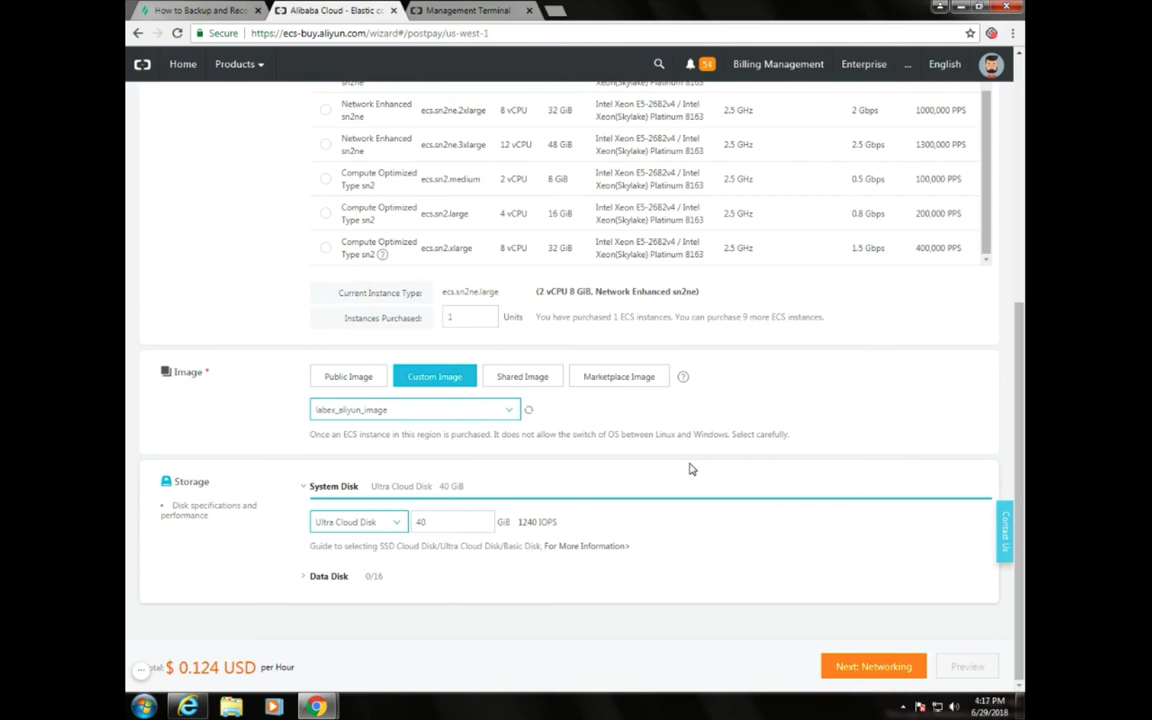 How to Backup and Reco
Alibaba Cloud - Elastic c
Management Terminal
Secure
https://ecs-buy.aliyun.com/wizard#/postpay/us-west-1
Home
Products
54
Billing Management
Enterprise
...
English
sn2ne
Xeon(Skylake) Platinum 8163
Network Enhanced sn2ne ecs.sn2ne.2xlarge 8 vCPU 32 GiB Intel Xeon E5-2682v4 / Intel Xeon(Skylake) Platinum 8163 2.5 GHz 2 Gbps 1000,000 PPS
Network Enhanced sn2ne ecs.sn2ne.3xlarge 12 vCPU 48 GiB Intel Xeon E5-2682v4 / Intel Xeon(Skylake) Platinum 8163 2.5 GHz 2.5 Gbps 1300,000 PPS
Compute Optimized Type sn2 ecs.sn2.medium 2 vCPU 8 GiB Intel Xeon E5-2682v4 / Intel Xeon(Skylake) Platinum 8163 2.5 GHz 0.5 Gbps 100,000 PPS
Compute Optimized Type sn2 ecs.sn2.large 4 vCPU 16 GiB Intel Xeon E5-2682v4 / Intel Xeon(Skylake) Platinum 8163 2.5 GHz 0.8 Gbps 200,000 PPS
Compute Optimized Type sn2 ecs.sn2.xlarge 8 vCPU 32 GiB Intel Xeon E5-2682v4 / Intel Xeon(Skylake) Platinum 8163 2.5 GHz 1.5 Gbps 400,000 PPS
Current Instance Type: ecs.sn2ne.large (2 vCPU 8 GiB, Network Enhanced sn2ne)
Instances Purchased: 1 Units You have purchased 1 ECS instances. You can purchase 9 more ECS instances.
Image *
Public Image Custom Image Shared Image Marketplace Image
labex_aliyun_image
Once an ECS instance in this region is purchased. It does not allow the switch of OS between Linux and Windows. Select carefully.
Storage
• Disk specifications and performance
System Disk Ultra Cloud Disk 40 GiB
Ultra Cloud Disk 40 GiB 1240 IOPS
Guide to selecting SSD Cloud Disk/Ultra Cloud Disk/Basic Disk, For More Information>
Data Disk 0/16
Contact Us
$ 0.124 USD per Hour
Next: Networking
Preview
4:17 PM
6/29/2018